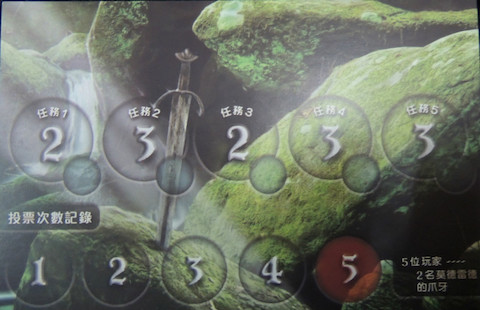 任務1 任務2 任務3 任務4 任務5
2 3 2 3 3
投票次數記錄
1 2 3 4 5
5位玩家 ----
2名莫德雷德
的爪牙